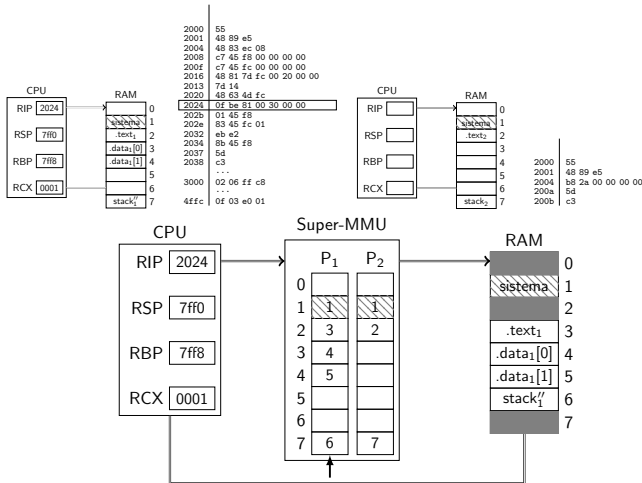 CPU
RIP 2024
RSP 7ff0
RBP 7ff8
RCX 0001
RAM
0
sistema 1
.text₁ 2
.data₁[0] 3
.data₁[1] 4
5
6
stack₁'' 7
2000 55
2001 48 89 e5
2004 48 83 ec 08
2008 c7 45 f8 00 00 00 00
200f c7 45 fc 00 00 00 00
2016 48 81 7d fc 00 20 00 00
2013 7d 14
2020 48 63 4d fc
2024 0f be 81 00 30 00 00
202b 01 45 f8
202e 83 45 fc 01
2032 eb e2
2034 8b 45 f8
2037 5d
2038 c3
...
3000 02 06 ff c8
...
4ffc 0f 03 e0 01
CPU
RIP
RSP
RBP
RCX
RAM
0
sistema 1
.text₂ 2
3
4
5
6
stack₂ 7
2000 55
2001 48 89 e5
2004 b8 2a 00 00 00 00
200a 5d
200b c3
CPU
RIP 2024
RSP 7ff0
RBP 7ff8
RCX 0001
Super-MMU
P₁ P₂
0
1 1 1
2 3 2
3 4
4 5
5
6
7 6 7
RAM
0
sistema 1
2
.text₁ 3
.data₁[0] 4
.data₁[1] 5
stack₁'' 6
7